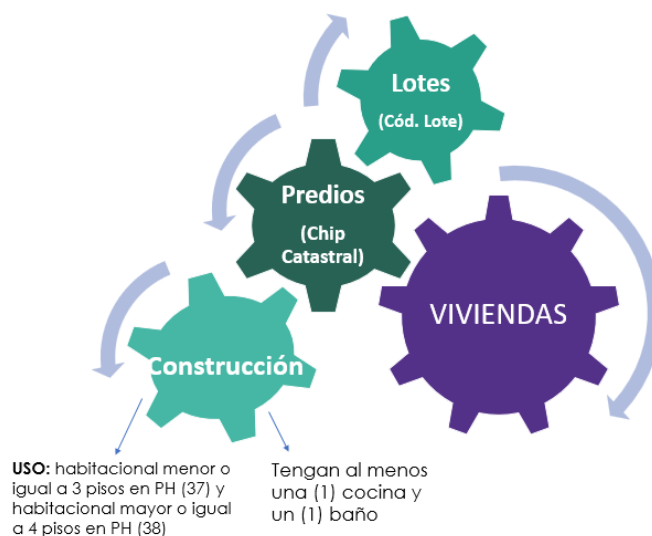 Lotes
(Cód. Lote)
Predios
(Chip
Catastral)
VIVIENDAS
Construcción
USO: habitacional menor o
igual a 3 pisos en PH (37) y
habitacional mayor o igual
a 4 pisos en PH (38)
Tengan al menos
una (1) cocina y
un (1) baño